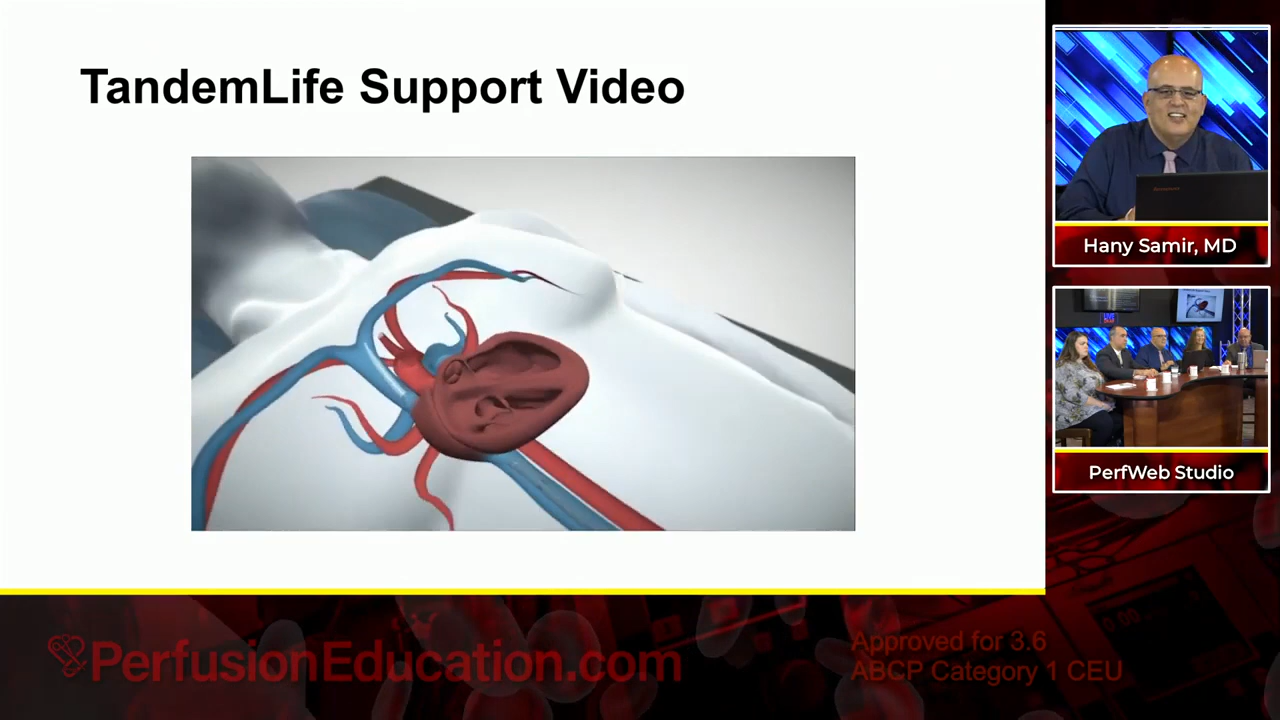 TandemLife Support Video
Hany Samir, MD
PerfWeb Studio
PerfusionEducation.com
Approved for 3.6
ABCP Category 1 CEU